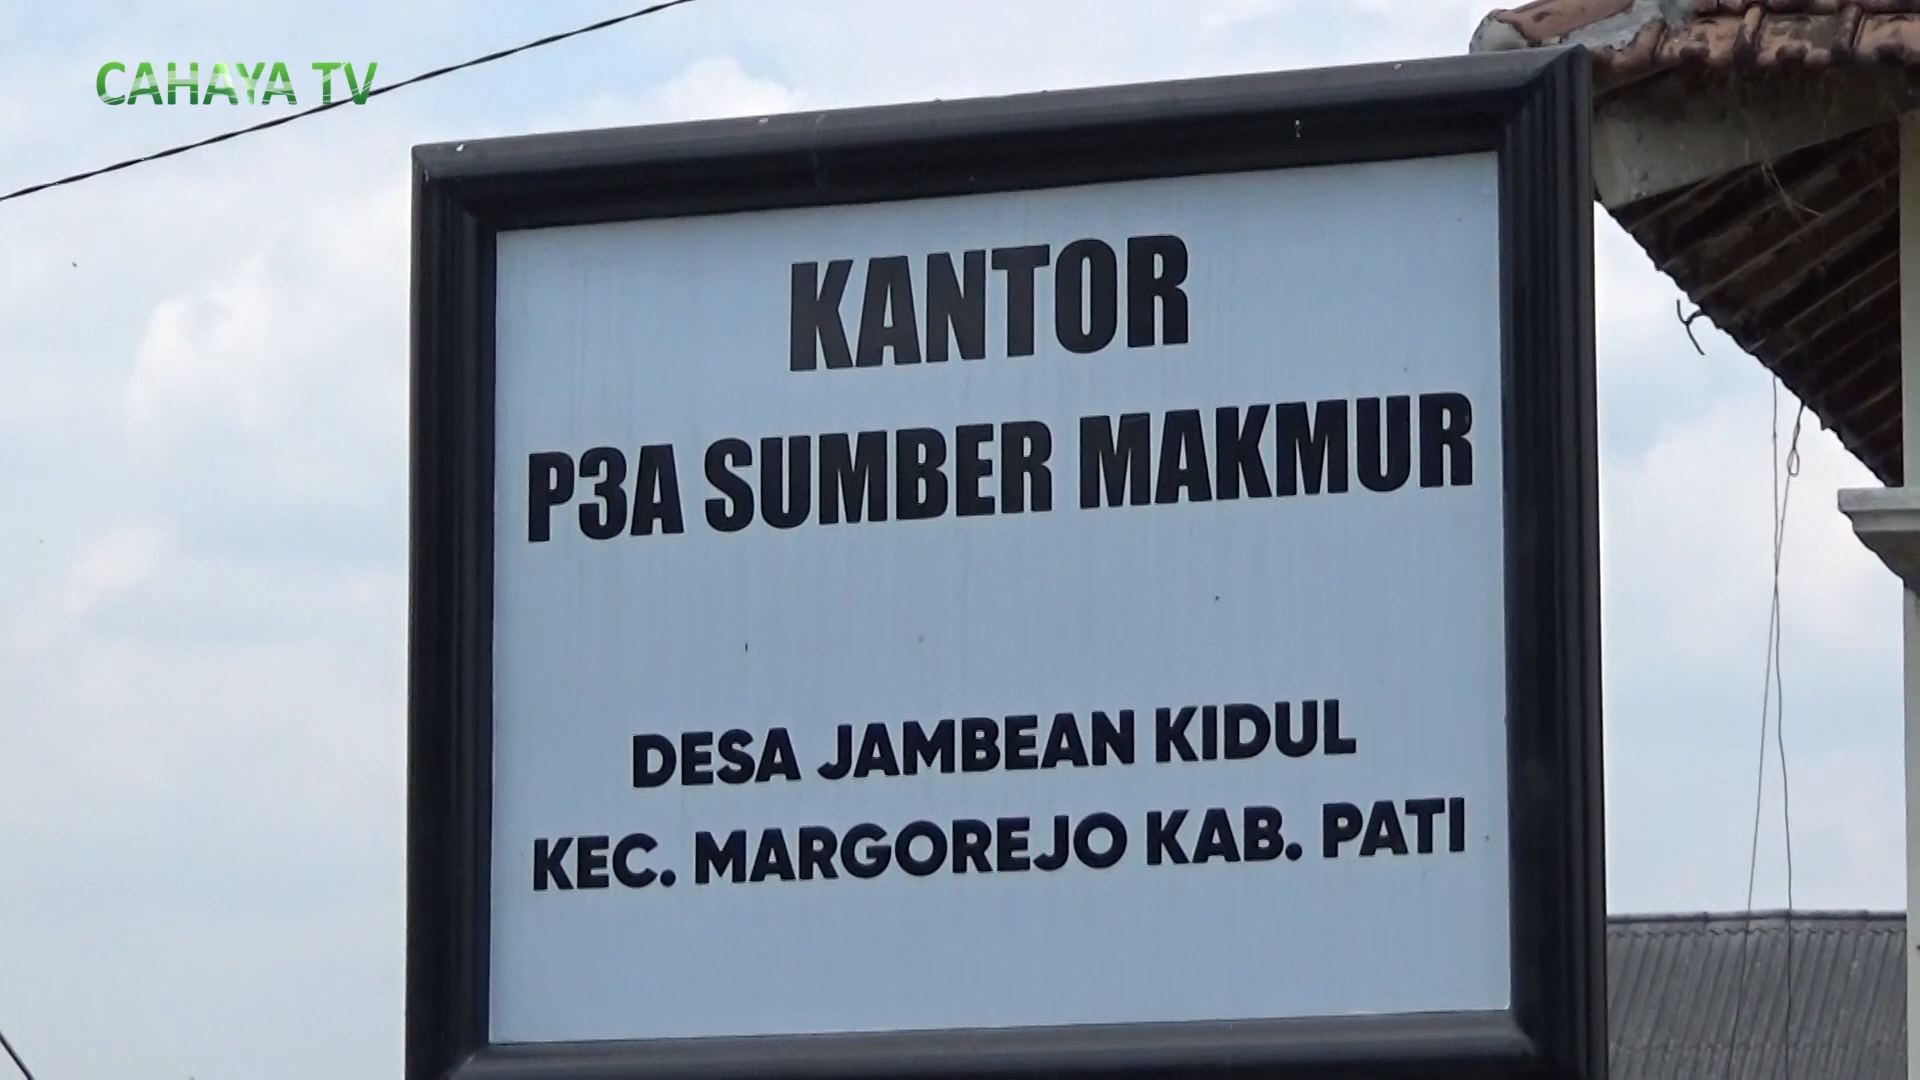 CAHAYA TV
KANTOR
P3A SUMBER MAKMUR
DESA JAMBEAN KIDUL
KEC. MARGOREJO KAB. PATI